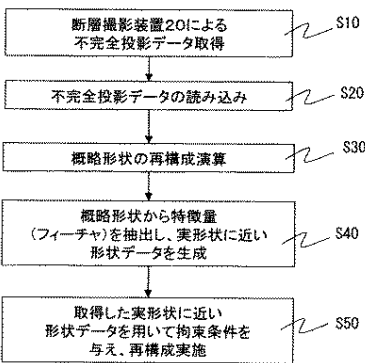 断層撮影装置20による
不完全投影データ取得
S10
不完全投影データの読み込み
S20
概略形状の再構成演算
S30
概略形状から特徴量
(フィーチャ)を抽出し、実形状に近い
形状データを生成
S40
取得した実形状に近い
形状データを用いて拘束条件を
与え、再構成実施
S50